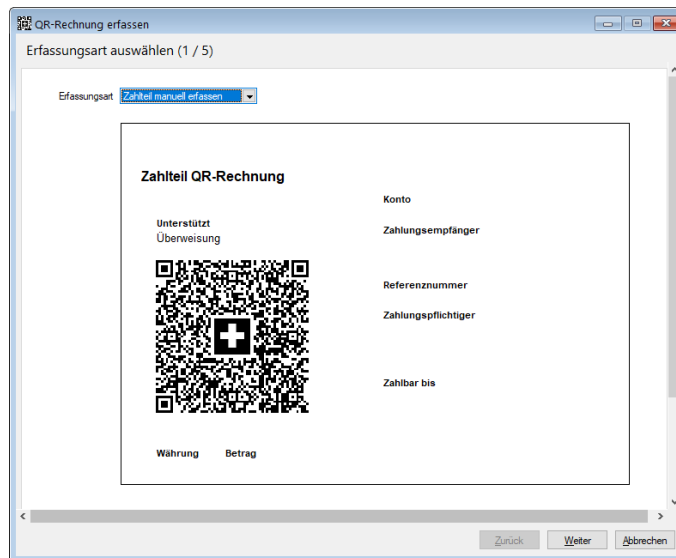 QR-Rechnung erfassen
Erfassungsart auswählen (1 / 5)
Erfassungsart Zahlteil manuell erfassen
Zahlteil QR-Rechnung
Konto
Unterstützt
Überweisung
Zahlungsempfänger
Referenznummer
Zahlungspflichtiger
Zahlbar bis
Währung Betrag
Zurück Weiter Abbrechen